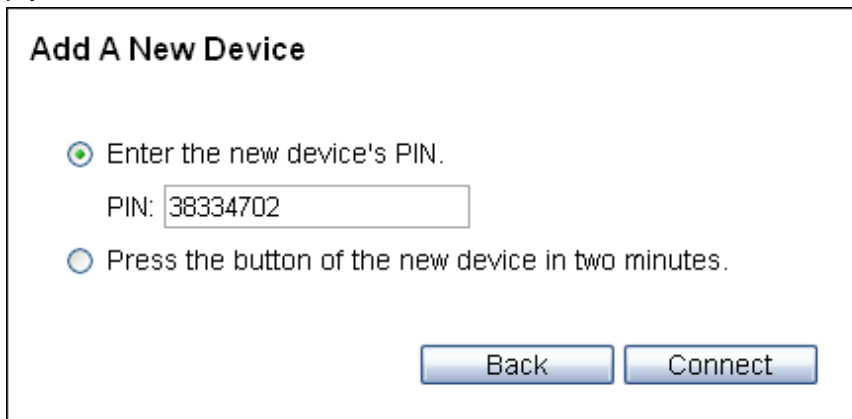 Add A New Device
Enter the new device's PIN.
PIN: 38334702
Press the button of the new device in two minutes.
Back Connect